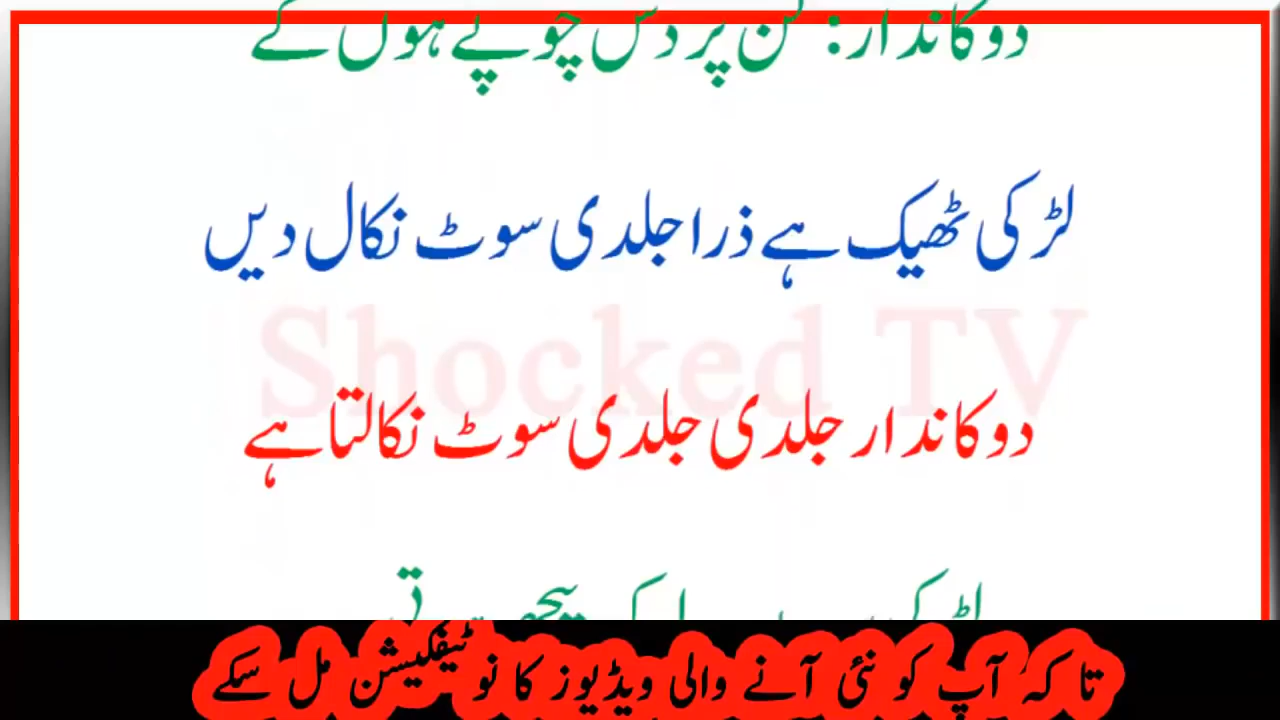 دوکاندار: لن پر دس چوپے ہوں گے
لڑکی ٹھیک ہے ذرا جلدی سوٹ نکال دیں
Shocked TV
دوکاندار جلدی جلدی سوٹ نکالتا ہے
تاکہ آپ کو نئی آنے والی ویڈیوز کا نوٹیفکیشن مل سکے